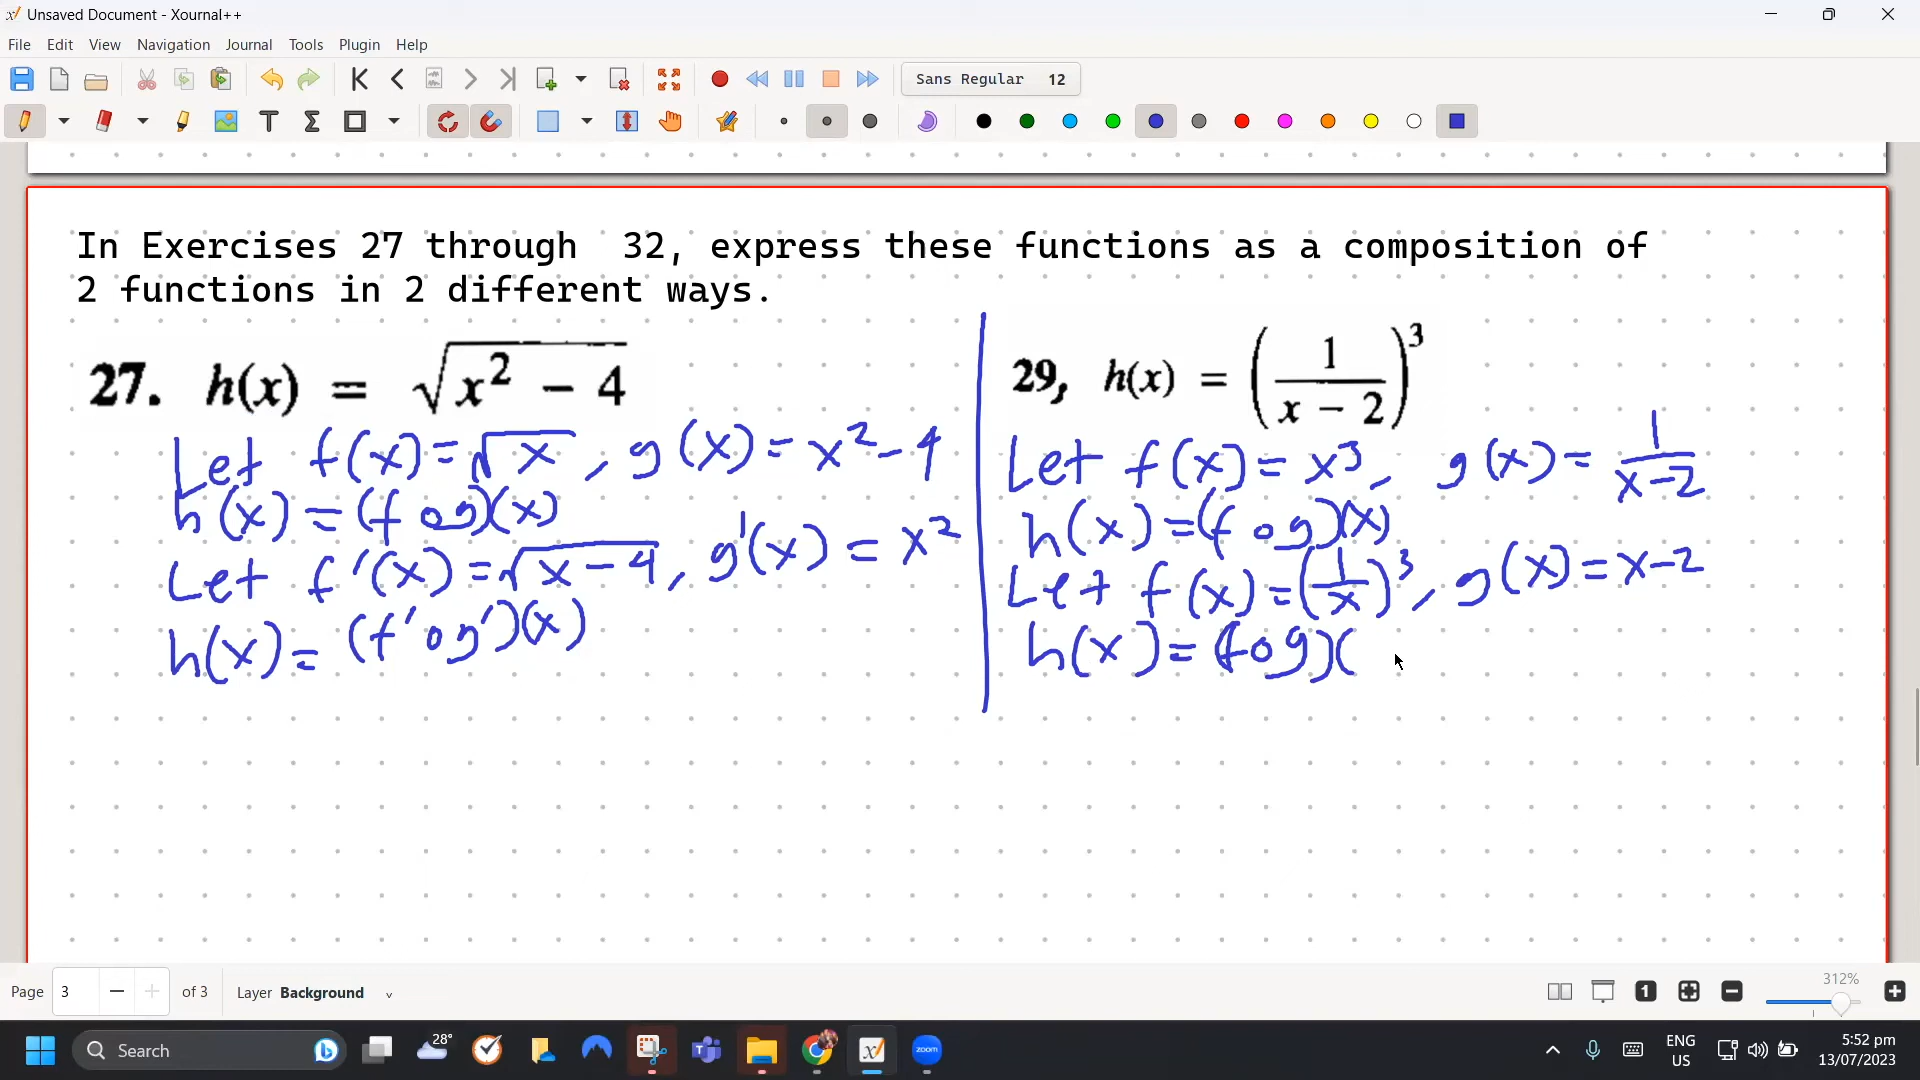 Unsaved Document - Xournal++
File Edit View Navigation Journal Tools Plugin Help
Sans Regular 12
In Exercises 27 through 32, express these functions as a composition of
2 functions in 2 different ways.
27. h(x) = √(x² − 4)
Let f(x) = √x, g(x) = x² − 4
h(x) = (f o g)(x)
Let f'(x) = √(x − 4), g'(x) = x²
h(x) = (f' o g')(x)
29, h(x) = (1/(x − 2))³
Let f(x) = x³, g(x) = 1/(x−2)
h(x) = (f o g)(x)
Let f(x) = (1/x)³, g(x) = x−2
h(x) = (f o g)(
Page 3 of 3 Layer Background 312%
Search 28° zoom ENG US 5:52 pm 13/07/2023